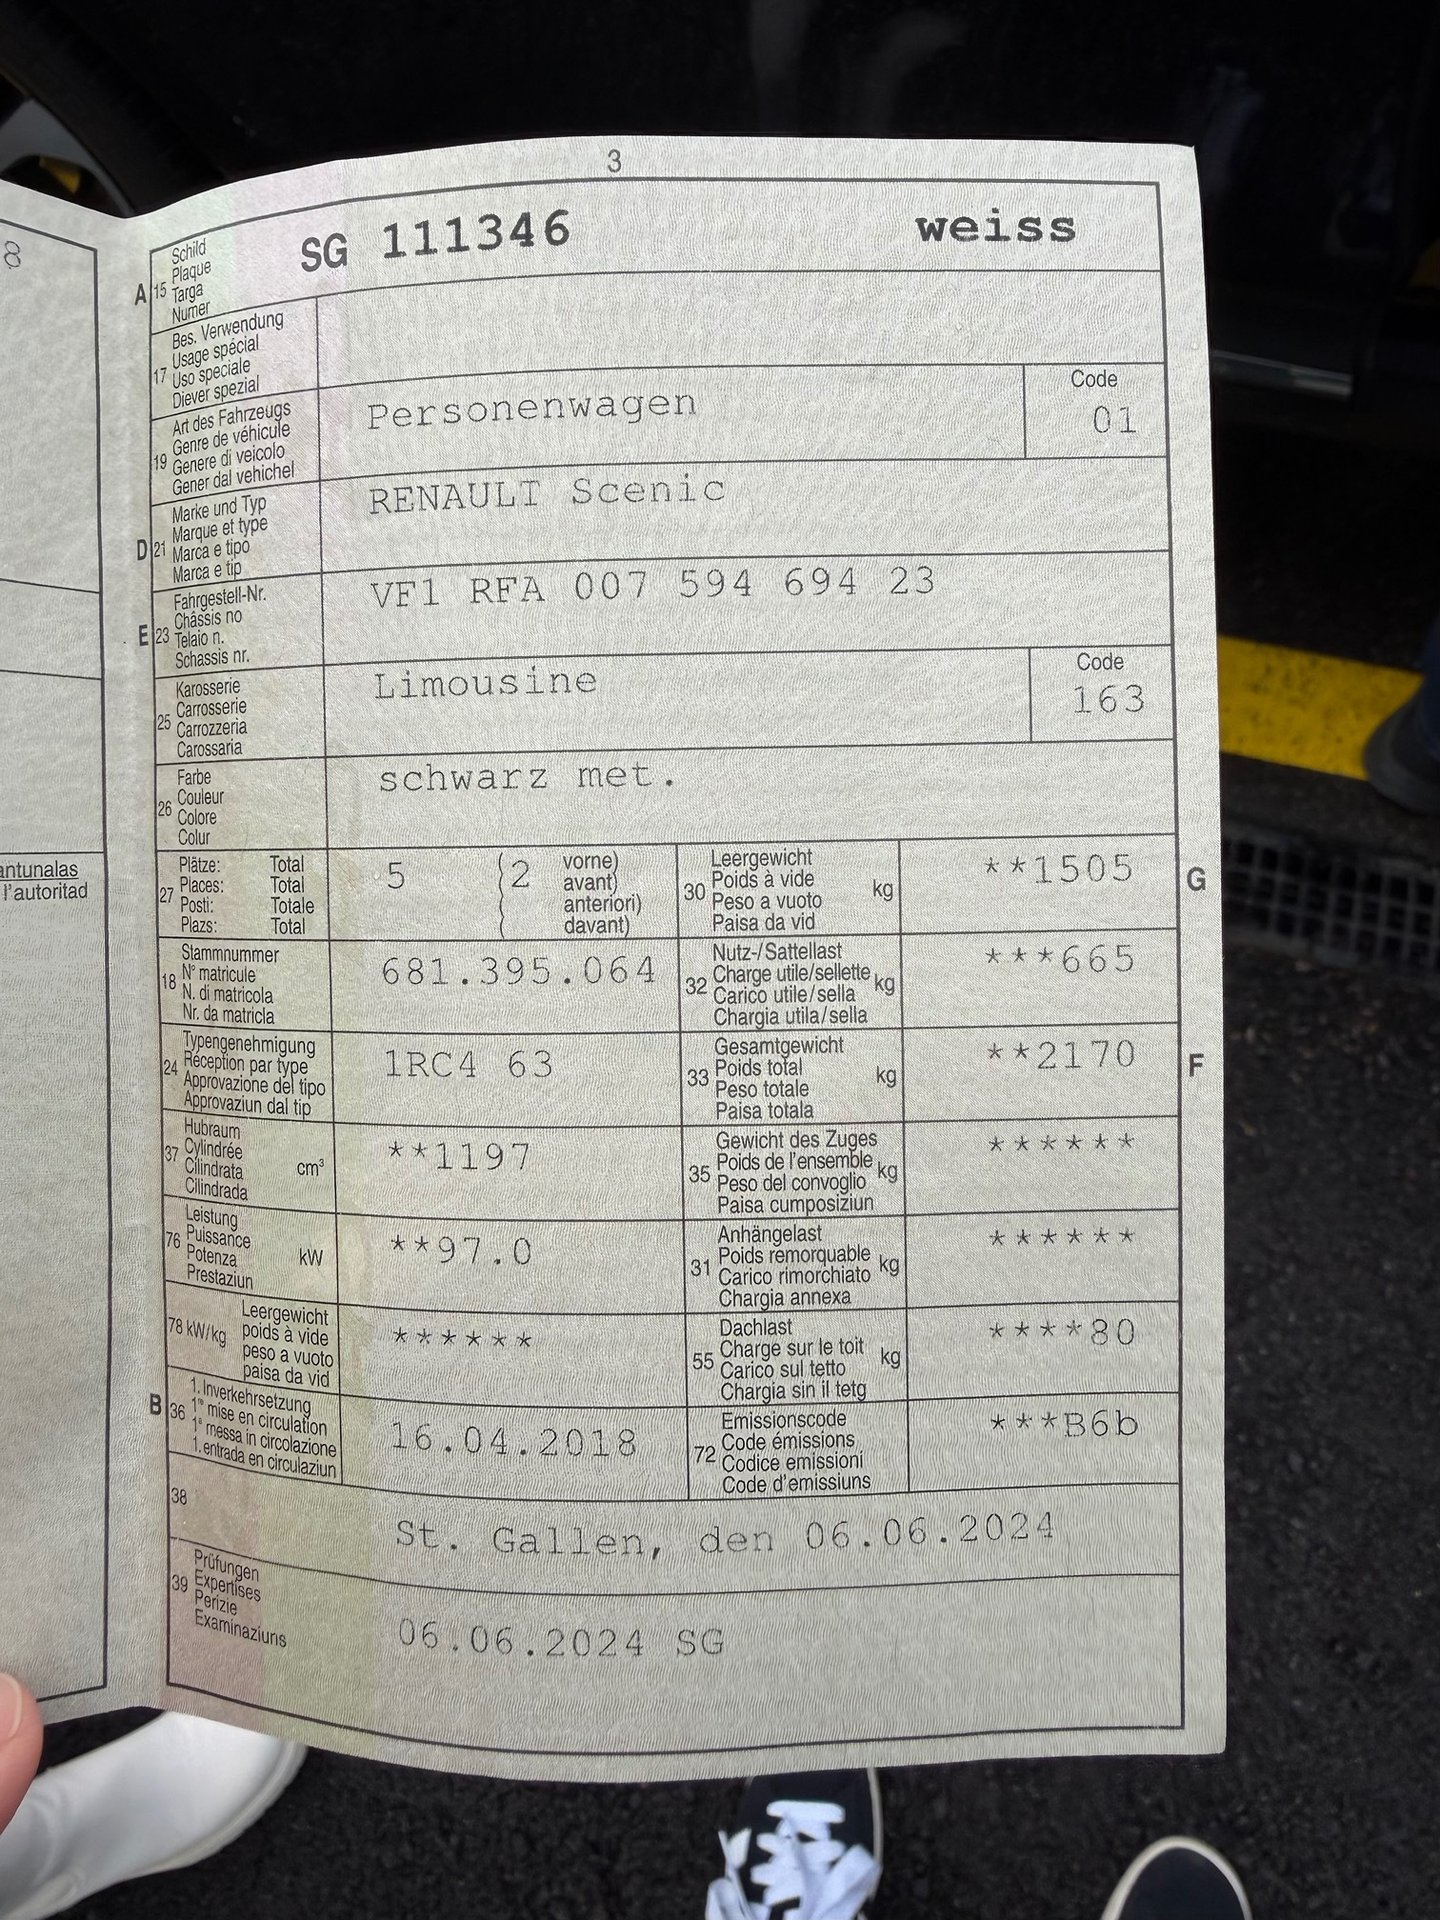 3
8
antunalas
l'autoritad
A 15 Schild
Plaque
Targa
Numer
SG 111346 weiss
17 Bes. Verwendung
Usage spécial
Uso speciale
Diever spezial
19 Art des Fahrzeugs
Genre de véhicule
Genere di veicolo
Gener dal vehichel
Personenwagen
Code
01
D 21 Marke und Typ
Marque et type
Marca e tipo
Marca e tip
RENAULT Scenic
E 23 Fahrgestell-Nr.
Châssis no
Telaio n.
Schassis nr.
VF1 RFA 007 594 694 23
25 Karosserie
Carrosserie
Carrozzeria
Carossaria
Limousine
Code
163
26 Farbe
Couleur
Colore
Colur
schwarz met.
27 Plätze: Total
Places: Total
Posti: Totale
Plazs: Total
5 (2 vorne)
( avant)
( anteriori)
( davant)
30 Leergewicht
Poids à vide kg
Peso a vuoto
Paisa da vid
**1505
G
18 Stammnummer
N° matricule
N. di matricola
Nr. da matricla
681.395.064
32 Nutz-/Sattellast
Charge utile/sellette kg
Carico utile/sella
Chargia utila/sella
***665
24 Typengenehmigung
Réception par type
Approvazione del tipo
Approvaziun dal tip
1RC4 63
33 Gesamtgewicht
Poids total kg
Peso totale
Paisa totala
**2170
F
37 Hubraum
Cylindrée
Cilindrata cm³
Cilindrada
**1197
35 Gewicht des Zuges
Poids de l'ensemble kg
Peso del convoglio
Paisa cumposiziun
******
76 Leistung
Puissance
Potenza kW
Prestaziun
**97.0
31 Anhängelast
Poids remorquable kg
Carico rimorchiato
Chargia annexa
******
78 kW/kg Leergewicht
poids à vide
peso a vuoto
paisa da vid
******
55 Dachlast
Charge sur le toit kg
Carico sul tetto
Chargia sin il tetg
****80
B 36 1. Inverkehrsetzung
1re mise en circulation
1a messa in circolazione
1. entrada en circulaziun
16.04.2018
72 Emissionscode
Code émissions
Codice emissioni
Code d'emissiuns
***B6b
38
St. Gallen, den 06.06.2024
39 Prüfungen
Expertises
Perizie
Examinaziuns
06.06.2024 SG